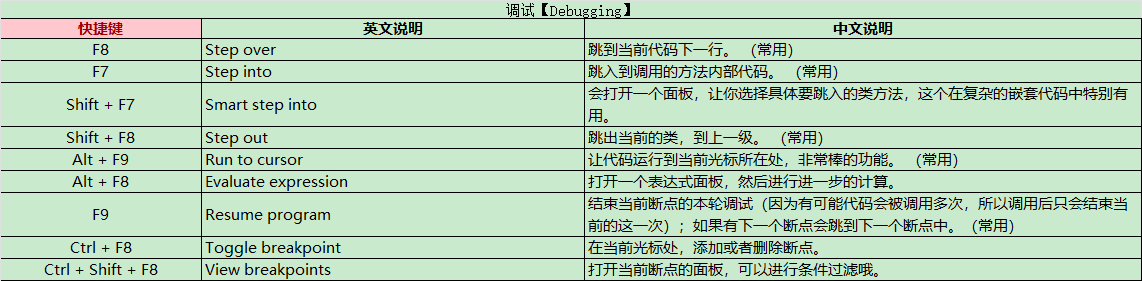 调试【Debugging】
快捷键 英文说明 中文说明
F8 Step over 跳到当前代码下一行。 （常用）
F7 Step into 跳入到调用的方法内部代码。 （常用）
Shift + F7 Smart step into 会打开一个面板，让你选择具体要跳入的类方法，这个在复杂的嵌套代码中特别有
用。
Shift + F8 Step out 跳出当前的类，到上一级。 （常用）
Alt + F9 Run to cursor 让代码运行到当前光标所在处，非常棒的功能。 （常用）
Alt + F8 Evaluate expression 打开一个表达式面板，然后进行进一步的计算。
F9 Resume program 结束当前断点的本轮调试（因为有可能代码会被调用多次，所以调用后只会结束当
前的这一次）；如果有下一个断点会跳到下一个断点中。（常用）
Ctrl + F8 Toggle breakpoint 在当前光标处，添加或者删除断点。
Ctrl + Shift + F8 View breakpoints 打开当前断点的面板，可以进行条件过滤哦。